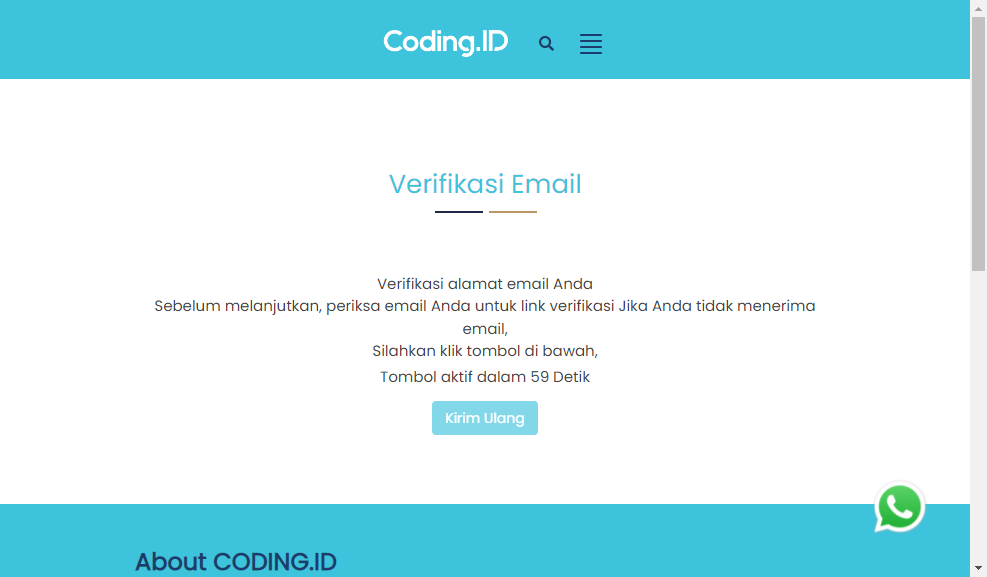 Coding.ID
Verifikasi Email
Verifikasi alamat email Anda
Sebelum melanjutkan, periksa email Anda untuk link verifikasi Jika Anda tidak menerima
email,
Silahkan klik tombol di bawah,
Tombol aktif dalam 59 Detik
Kirim Ulang
About CODING.ID